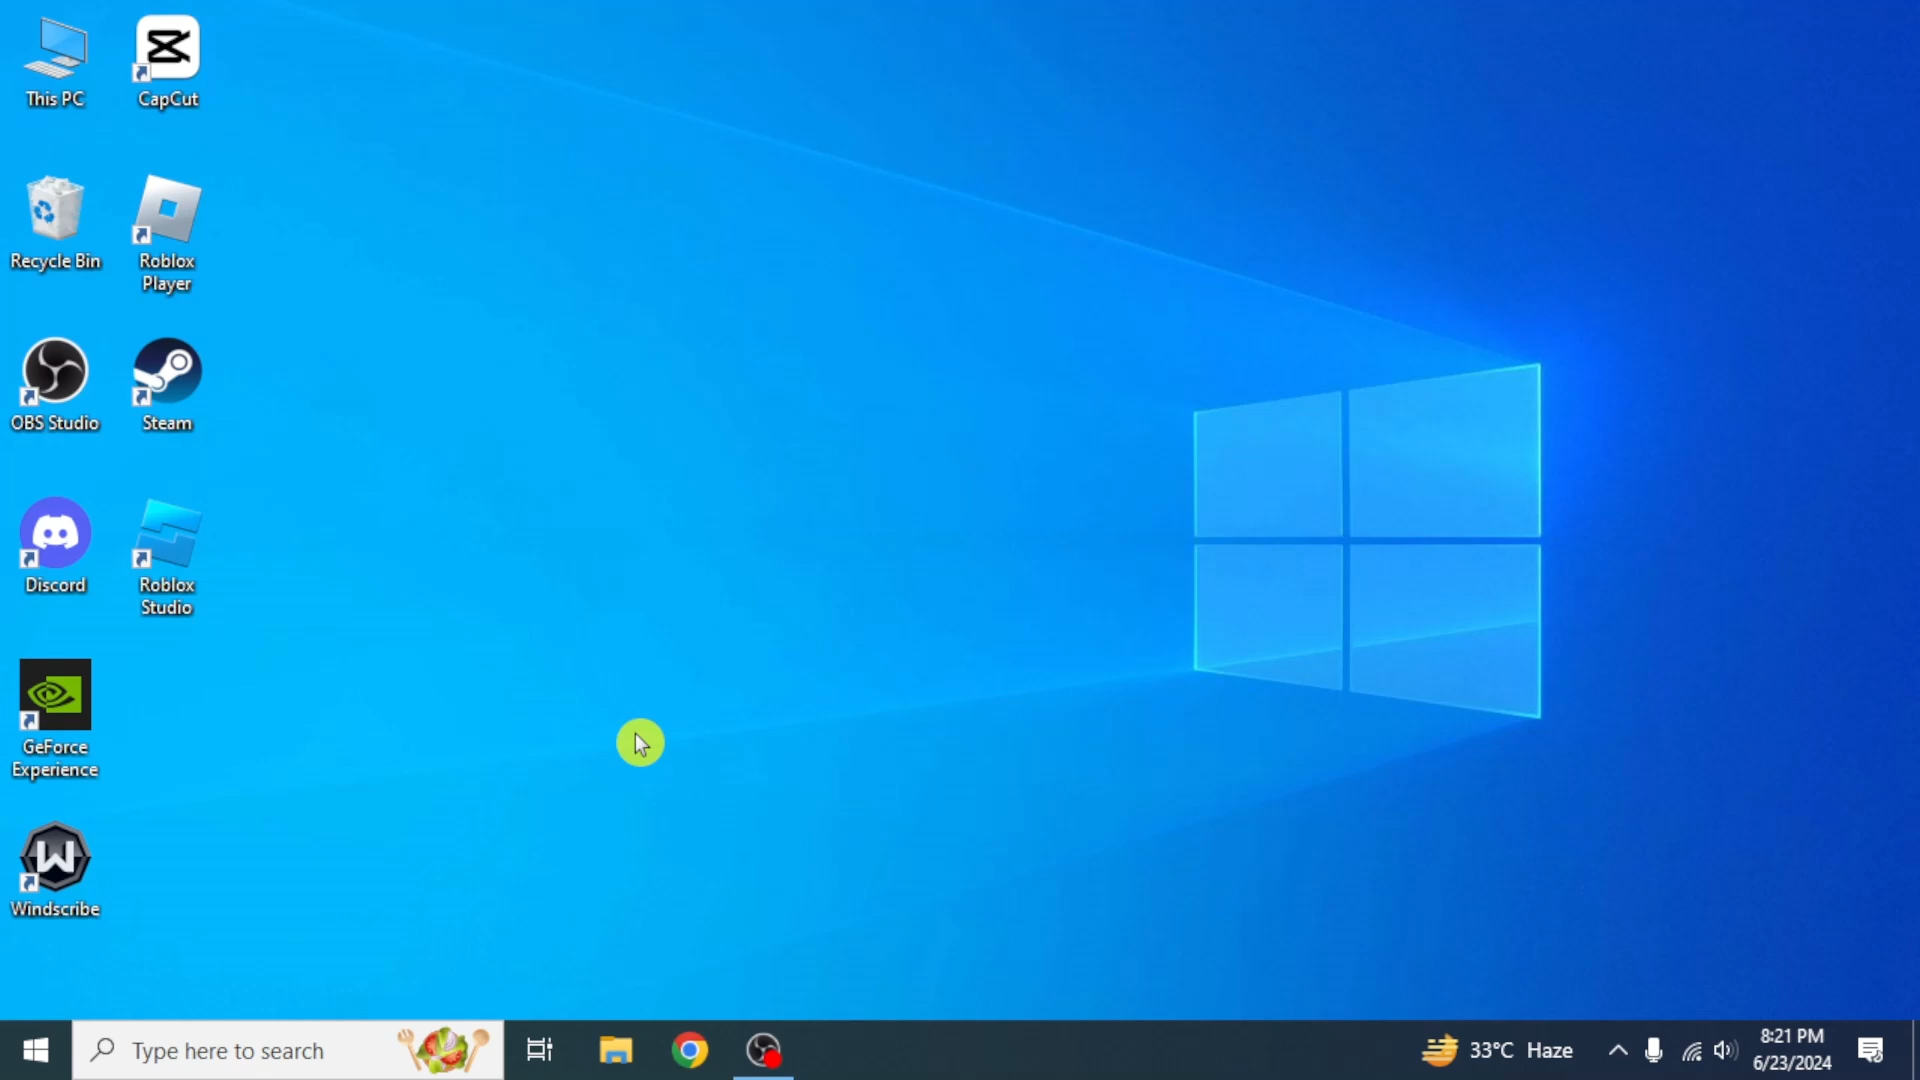 This PC
CapCut
Recycle Bin
Roblox
Player
OBS Studio
Steam
Discord
Roblox
Studio
GeForce
Experience
Windscribe
Type here to search
33°C Haze
8:21 PM
6/23/2024